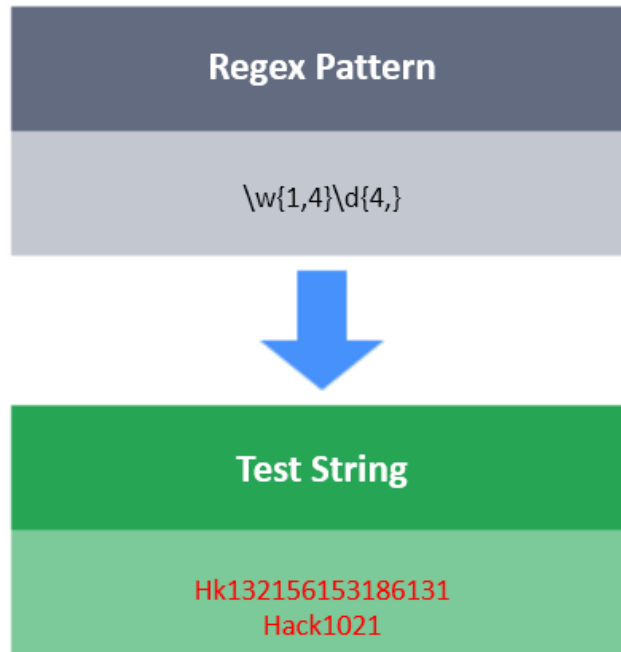 Regex Pattern
\w{1,4}\d{4,}
Test String
Hk132156153186131
Hack1021